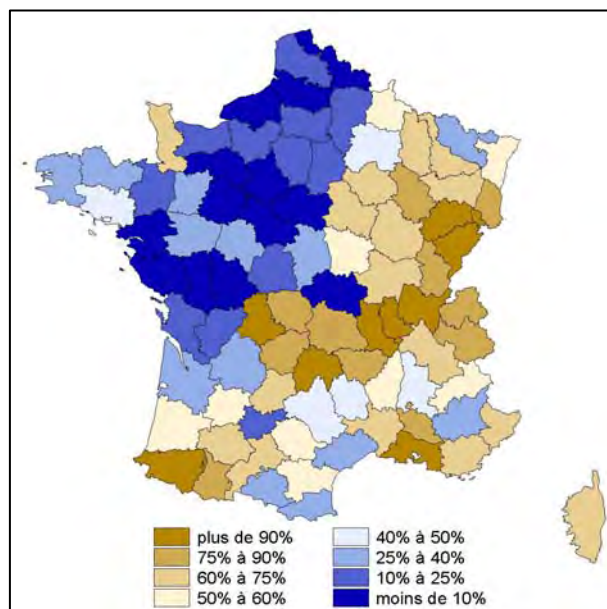 plus de 90%
75% à 90%
60% à 75%
50% à 60%
40% à 50%
25% à 40%
10% à 25%
moins de 10%